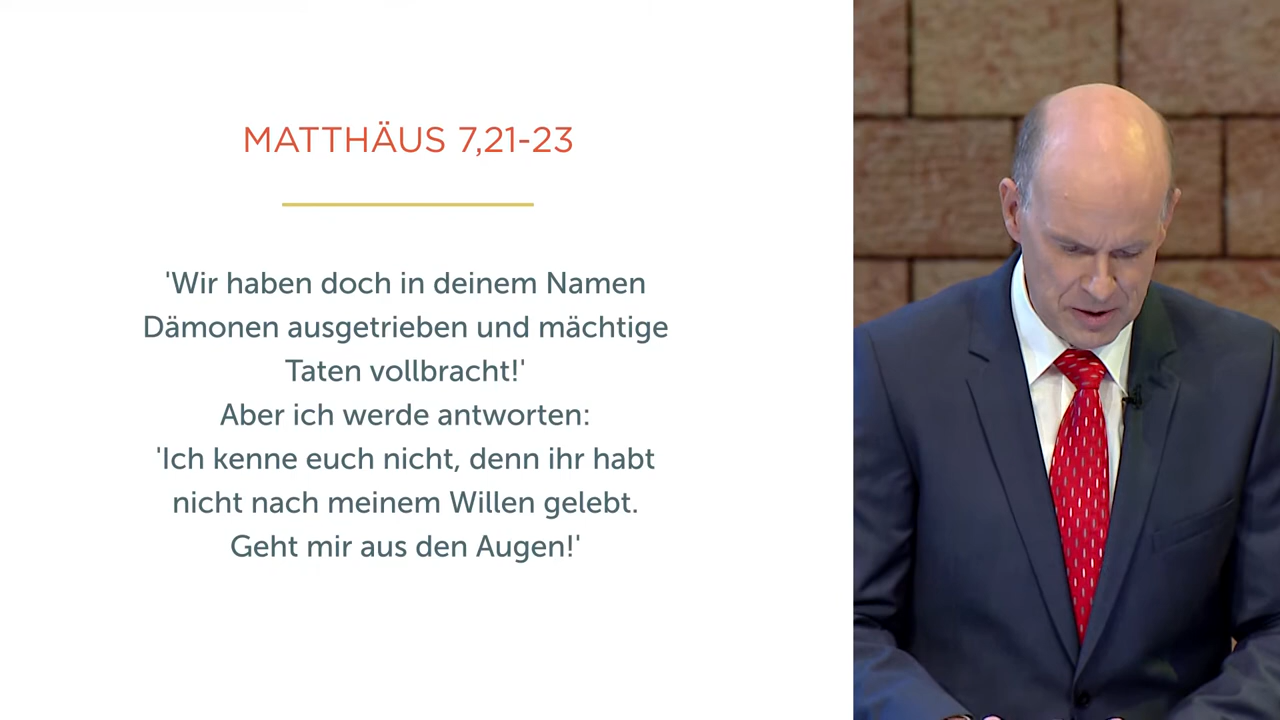 MATTHÄUS 7,21-23
'Wir haben doch in deinem Namen
Dämonen ausgetrieben und mächtige
Taten vollbracht!'
Aber ich werde antworten:
'Ich kenne euch nicht, denn ihr habt
nicht nach meinem Willen gelebt.
Geht mir aus den Augen!'